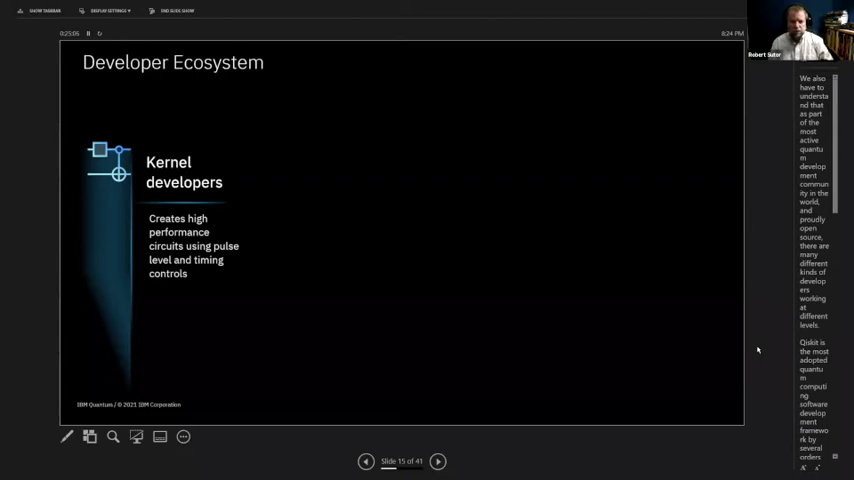 SHOW TASKBAR
DISPLAY SETTINGS ▾
END SLIDE SHOW
0:25:05
8:24 PM
Robert Sutor
Developer Ecosystem
Kernel
developers
Creates high
performance
circuits using pulse
level and timing
controls
IBM Quantum / © 2021 IBM Corporation
Slide 15 of 41
We also
have to
understa
nd that
as part
of the
most
active
quantu
m
develop
ment
commun
ity in the
world,
and
proudly
open
source,
there are
many
different
kinds of
develop
ers
working
at
different
levels.
Qiskit is
the most
adopted
quantu
m
computi
ng
software
develop
ment
framewo
rk by
several
orders
A A